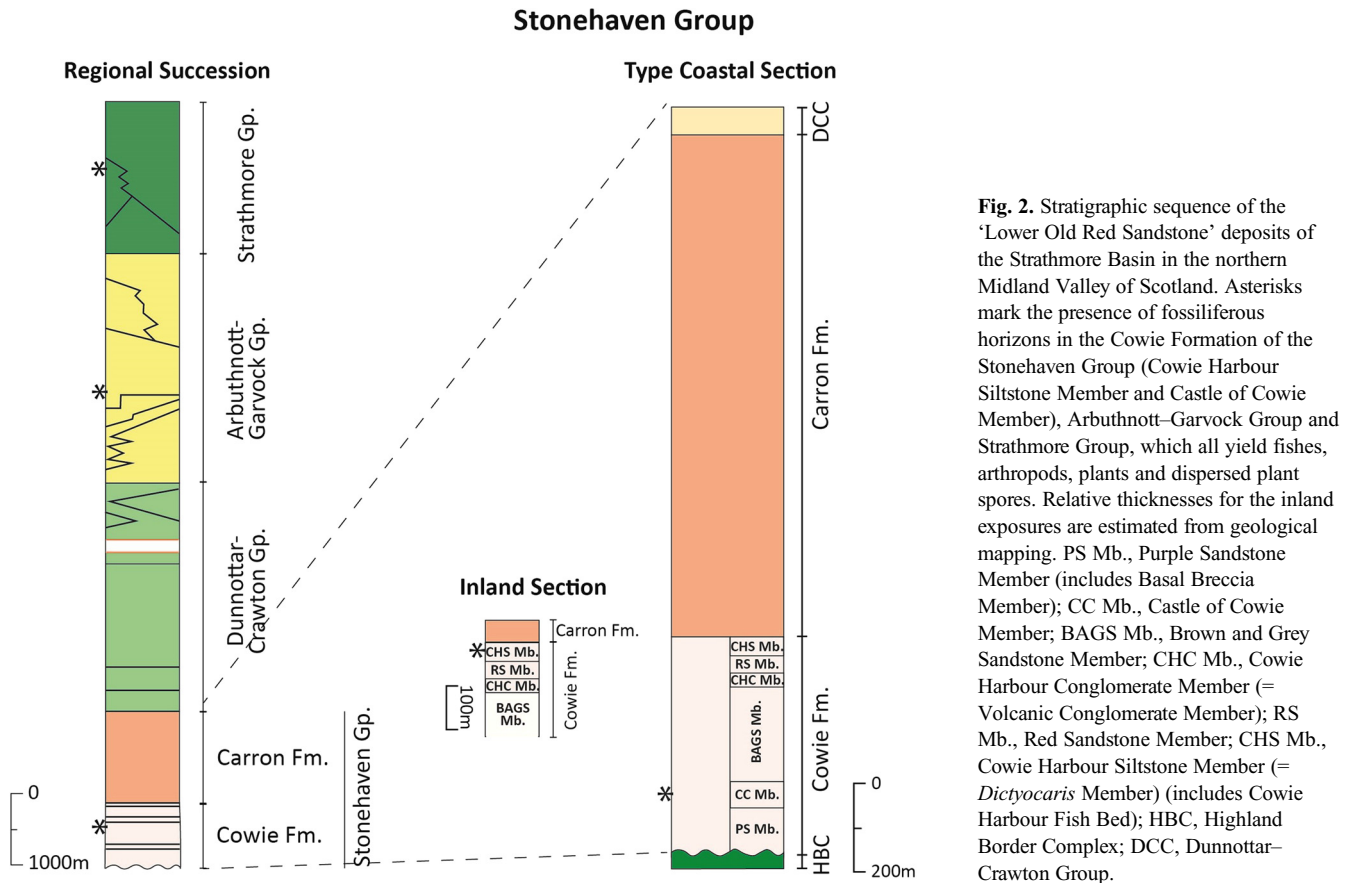 Stonehaven Group
Regional Succession
Strathmore Gp.
Arbuthnott-
Garvock Gp.
Dunnottar-
Crawton Gp.
Carron Fm.
Cowie Fm.
Stonehaven Gp.
*
*
*
0
1000m
Inland Section
Carron Fm.
*
CHS Mb.
RS Mb.
CHC Mb.
BAGS
Mb.
Cowie Fm.
100m
Type Coastal Section
DCC
Carron Fm.
CHS Mb.
RS Mb.
CHC Mb.
BAGS Mb.
CC Mb.
PS Mb.
*
Cowie Fm.
HBC
0
200m
Fig. 2. Stratigraphic sequence of the
‘Lower Old Red Sandstone’ deposits of
the Strathmore Basin in the northern
Midland Valley of Scotland. Asterisks
mark the presence of fossiliferous
horizons in the Cowie Formation of the
Stonehaven Group (Cowie Harbour
Siltstone Member and Castle of Cowie
Member), Arbuthnott–Garvock Group and
Strathmore Group, which all yield fishes,
arthropods, plants and dispersed plant
spores. Relative thicknesses for the inland
exposures are estimated from geological
mapping. PS Mb., Purple Sandstone
Member (includes Basal Breccia
Member); CC Mb., Castle of Cowie
Member; BAGS Mb., Brown and Grey
Sandstone Member; CHC Mb., Cowie
Harbour Conglomerate Member (=
Volcanic Conglomerate Member); RS
Mb., Red Sandstone Member; CHS Mb.,
Cowie Harbour Siltstone Member (=
Dictyocaris Member) (includes Cowie
Harbour Fish Bed); HBC, Highland
Border Complex; DCC, Dunnottar–
Crawton Group.